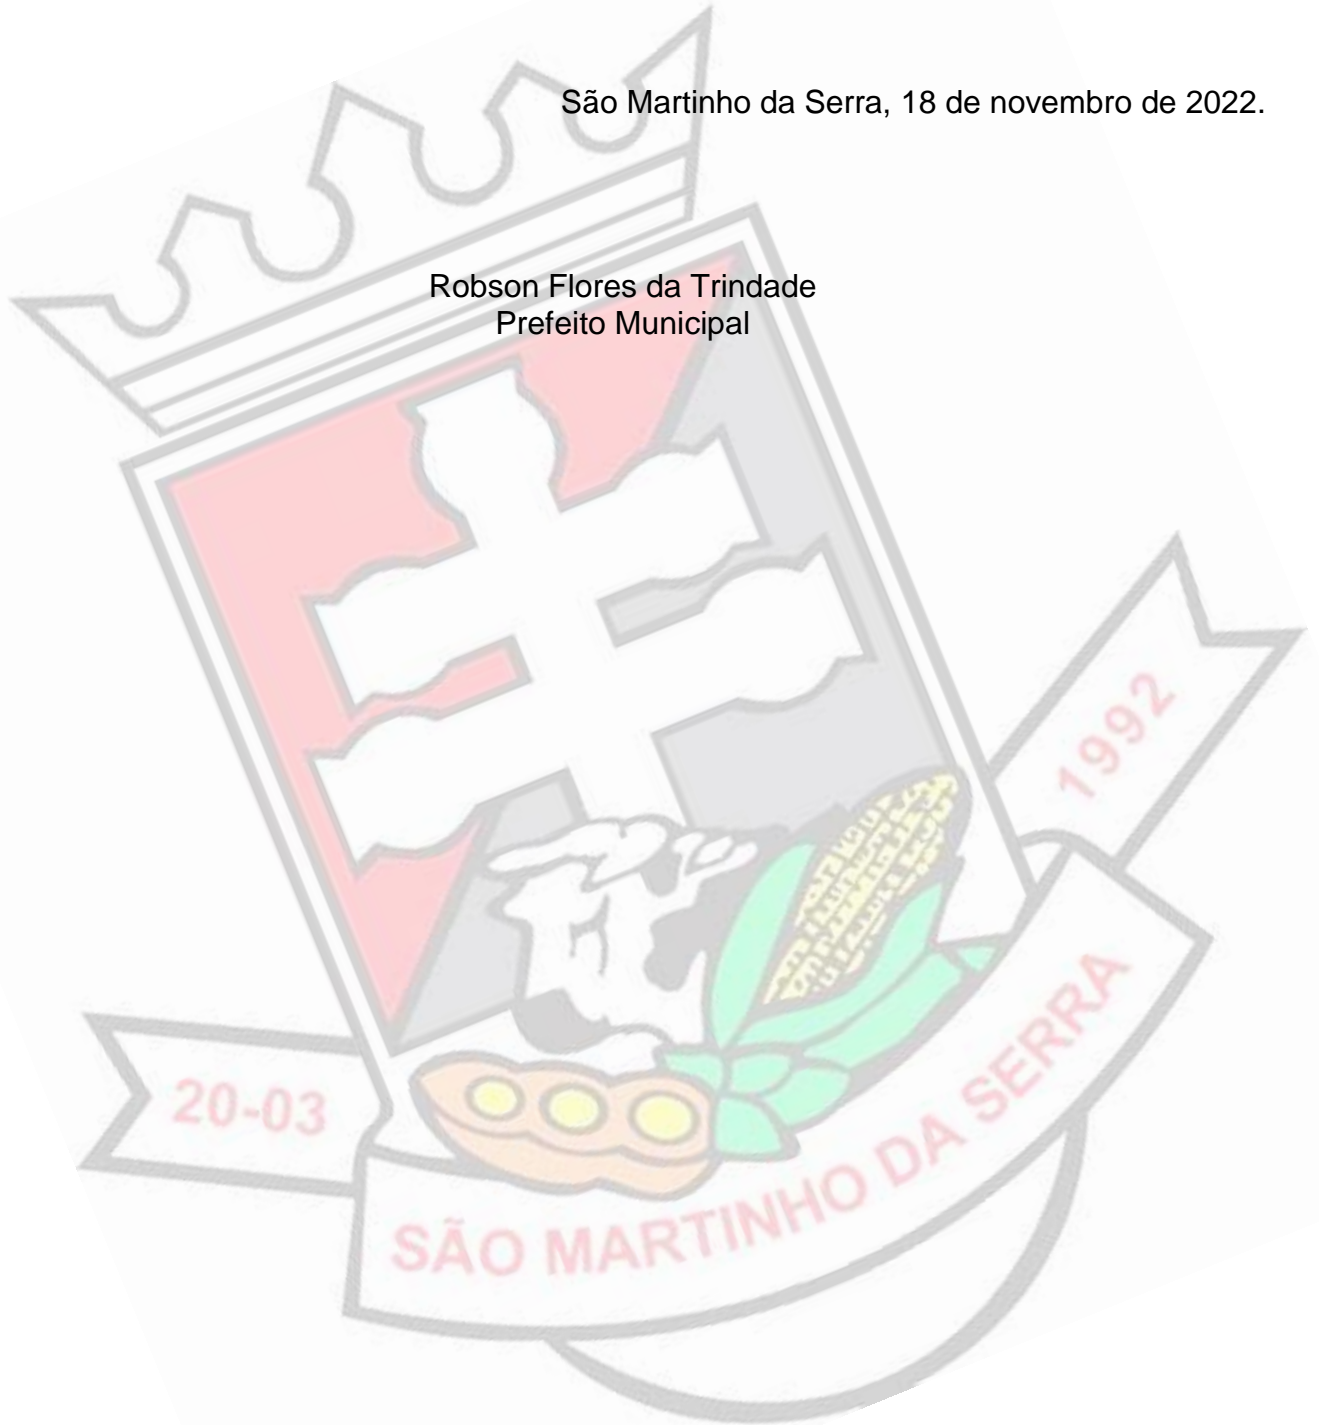 São Martinho da Serra, 18 de novembro de 2022.
Robson Flores da Trindade
Prefeito Municipal
1992
20-03
SÃO MARTINHO DA SERRA